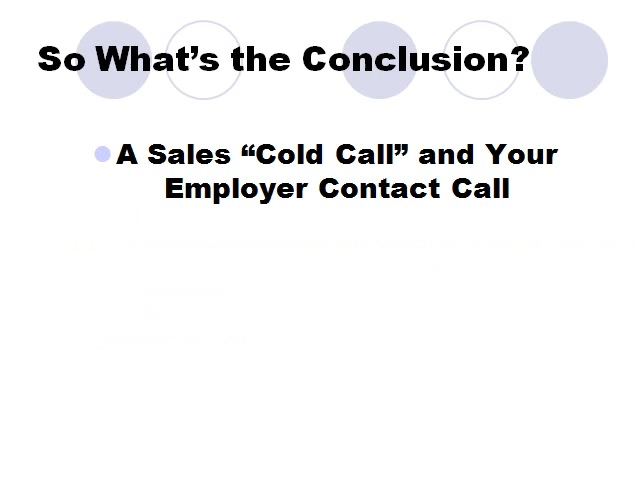 So What’s the Conclusion?
A Sales “Cold Call” and Your
Employer Contact Call